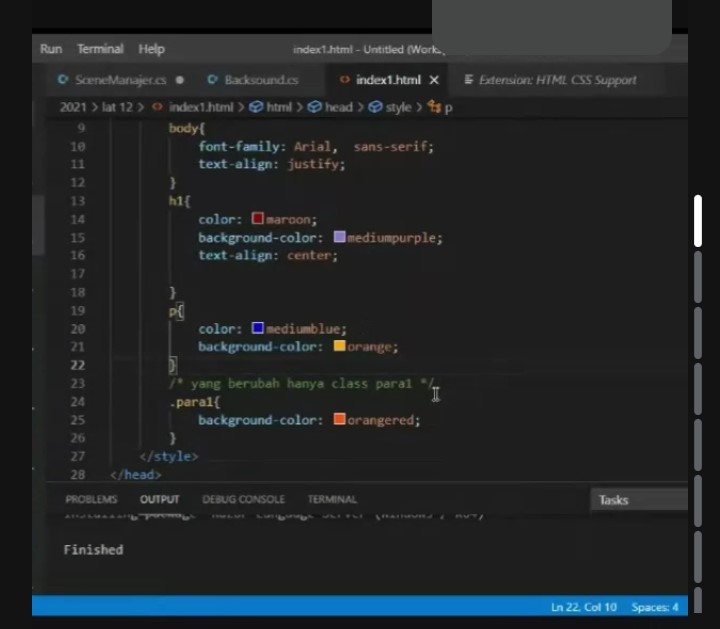 Run Terminal Help index1.html - Untitled
SceneManajer.cs Backsound.cs index1.html Extension: HTML CSS Support
2021 > lat 12 > index1.html > html > head > style > p
9 body{
10 font-family: Arial, sans-serif;
11 text-align: justify;
12 }
13 h1{
14 color: maroon;
15 background-color: mediumpurple;
16 text-align: center;
17
18 }
19 p{
20 color: mediumblue;
21 background-color: orange;
22 }
23 /* yang berubah hanya class para1 */
24 .para1{
25 background-color: orangered;
26 }
27 </style>
28 </head>
PROBLEMS OUTPUT DEBUG CONSOLE TERMINAL Tasks
Finished
Ln 22, Col 10 Spaces: 4